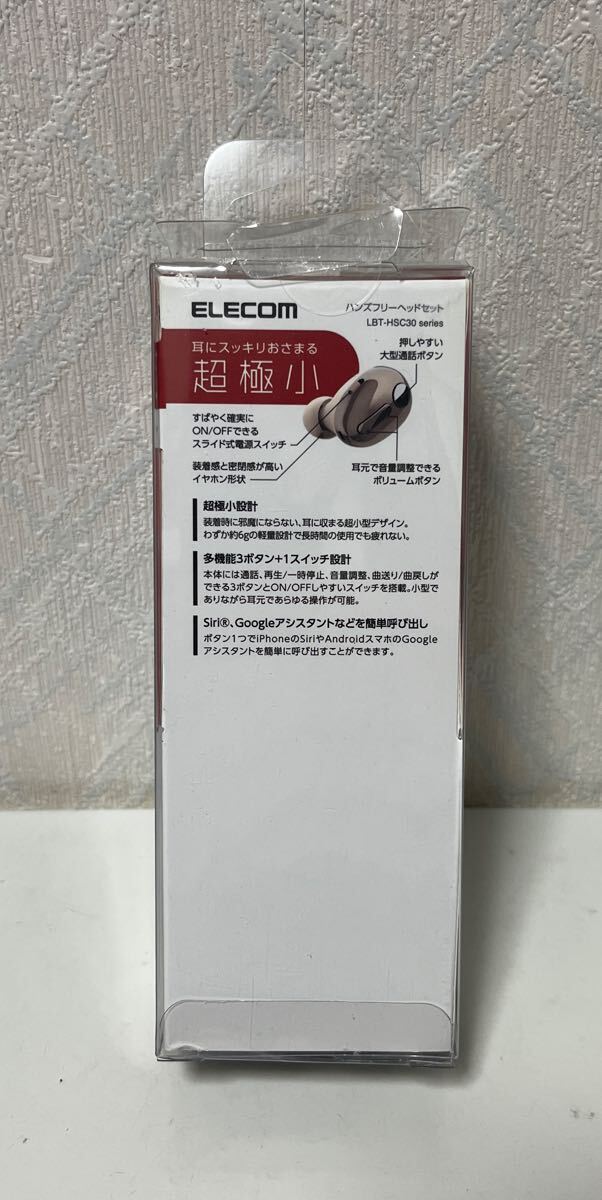 ELECOM
ハンズフリーヘッドセット
LBT-HSC30 series
耳にスッキリおさまる
超極小
押しやすい
大型通話ボタン
すばやく確実に
ON/OFFできる
スライド式電源スイッチ
装着感と密閉感が高い
イヤホン形状
耳元で音量調整できる
ボリュームボタン
超極小設計
装着時に邪魔にならない、耳に収まる超小型デザイン。
わずか約6gの軽量設計で長時間の使用でも疲れない。
多機能3ボタン+1スイッチ設計
本体には通話、再生/一時停止、音量調整、曲送り/曲戻しが
できる3ボタンとON/OFFしやすいスイッチを搭載。小型で
ありながら耳元であらゆる操作が可能。
Siri®、Googleアシスタントなどを簡単呼び出し
ボタン1つでiPhoneのSiriやAndroidスマホのGoogle
アシスタントを簡単に呼び出すことができます。